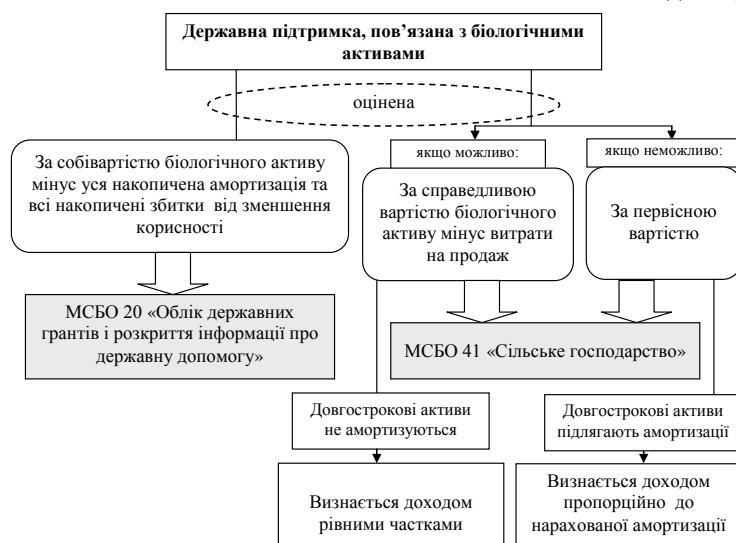 Державна підтримка, пов’язана з біологічними
активами
оцінена
За собівартістю біологічного активу
мінус уся накопичена амортизація та
всі накопичені збитки від зменшення
корисності
якщо можливо:
За справедливою
вартістю біологічного
активу мінус витрати
на продаж
якщо неможливо:
За первісною
вартістю
МСБО 20 «Облік державних
грантів і розкриття інформації про
державну допомогу»
МСБО 41 «Сільське господарство»
Довгострокові активи
не амортизуються
Довгострокові активи
підлягають амортизації
Визнається доходом
рівними частками
Визнається доходом
пропорційно до
нарахованої амортизації